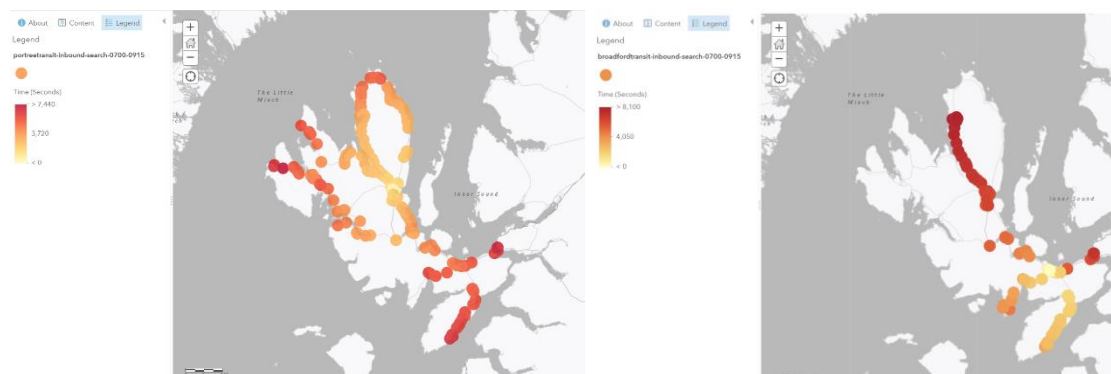 About Content Legend
Legend
portreetransit-inbound-search-0700-0915
Time (Seconds)
> 7,440
3,720
< 0
+
−
The Little
Minch
Inner Sound
About Content Legend
Legend
broadfordtransit-inbound-search-0700-0915
Time (Seconds)
> 8,100
4,050
< 0
+
−
The Little
Minch
Inner Sound